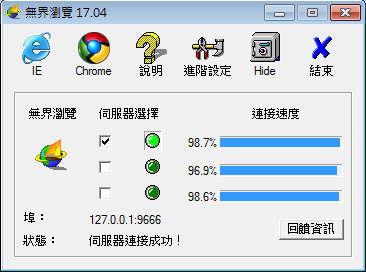 無界瀏覽 17.04
IE Chrome 說明 進階設定 Hide 結束
無界瀏覽 伺服器選擇 連接速度
98.7%
96.9%
98.6%
埠： 127.0.0.1:9666
回饋資訊
狀態： 伺服器連接成功！